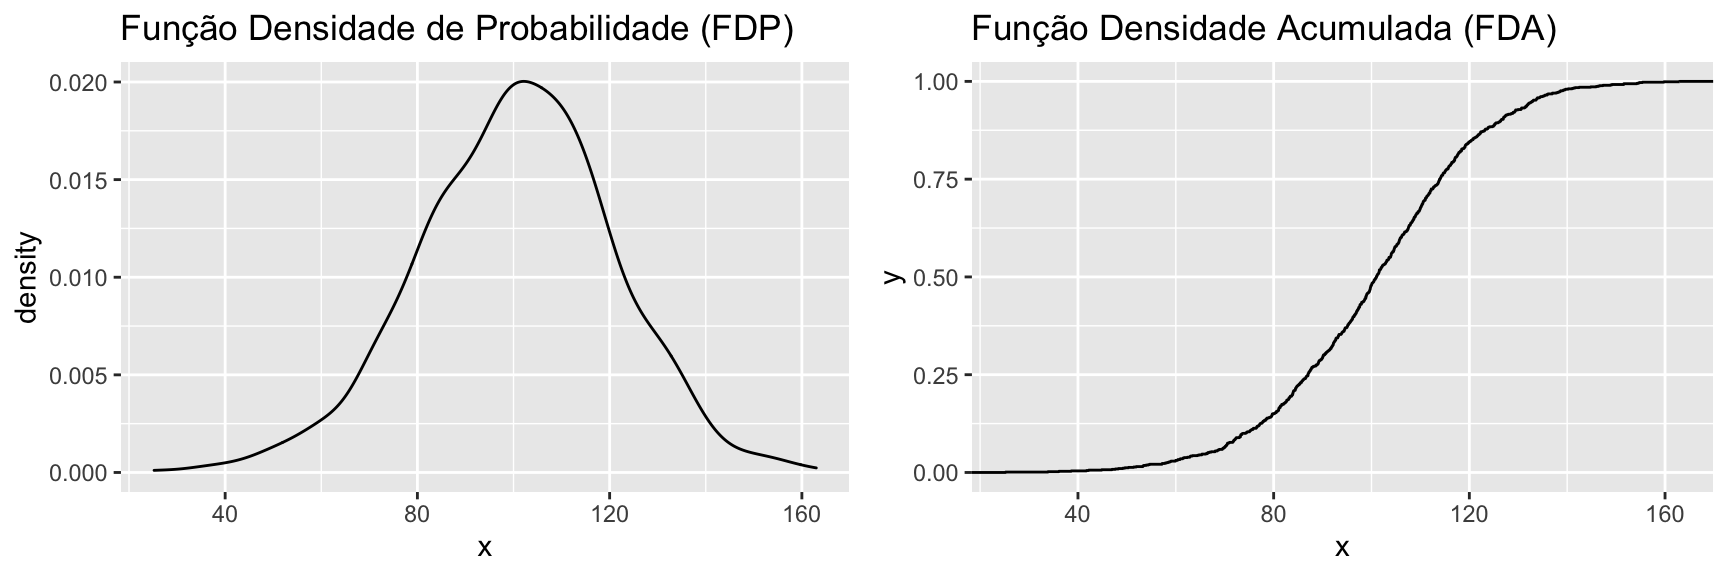 Função Densidade de Probabilidade (FDP)
0.020
0.015
0.010
0.005
0.000
density
40 80 120 160
x
Função Densidade Acumulada (FDA)
1.00
0.75
0.50
0.25
0.00
y
40 80 120 160
x